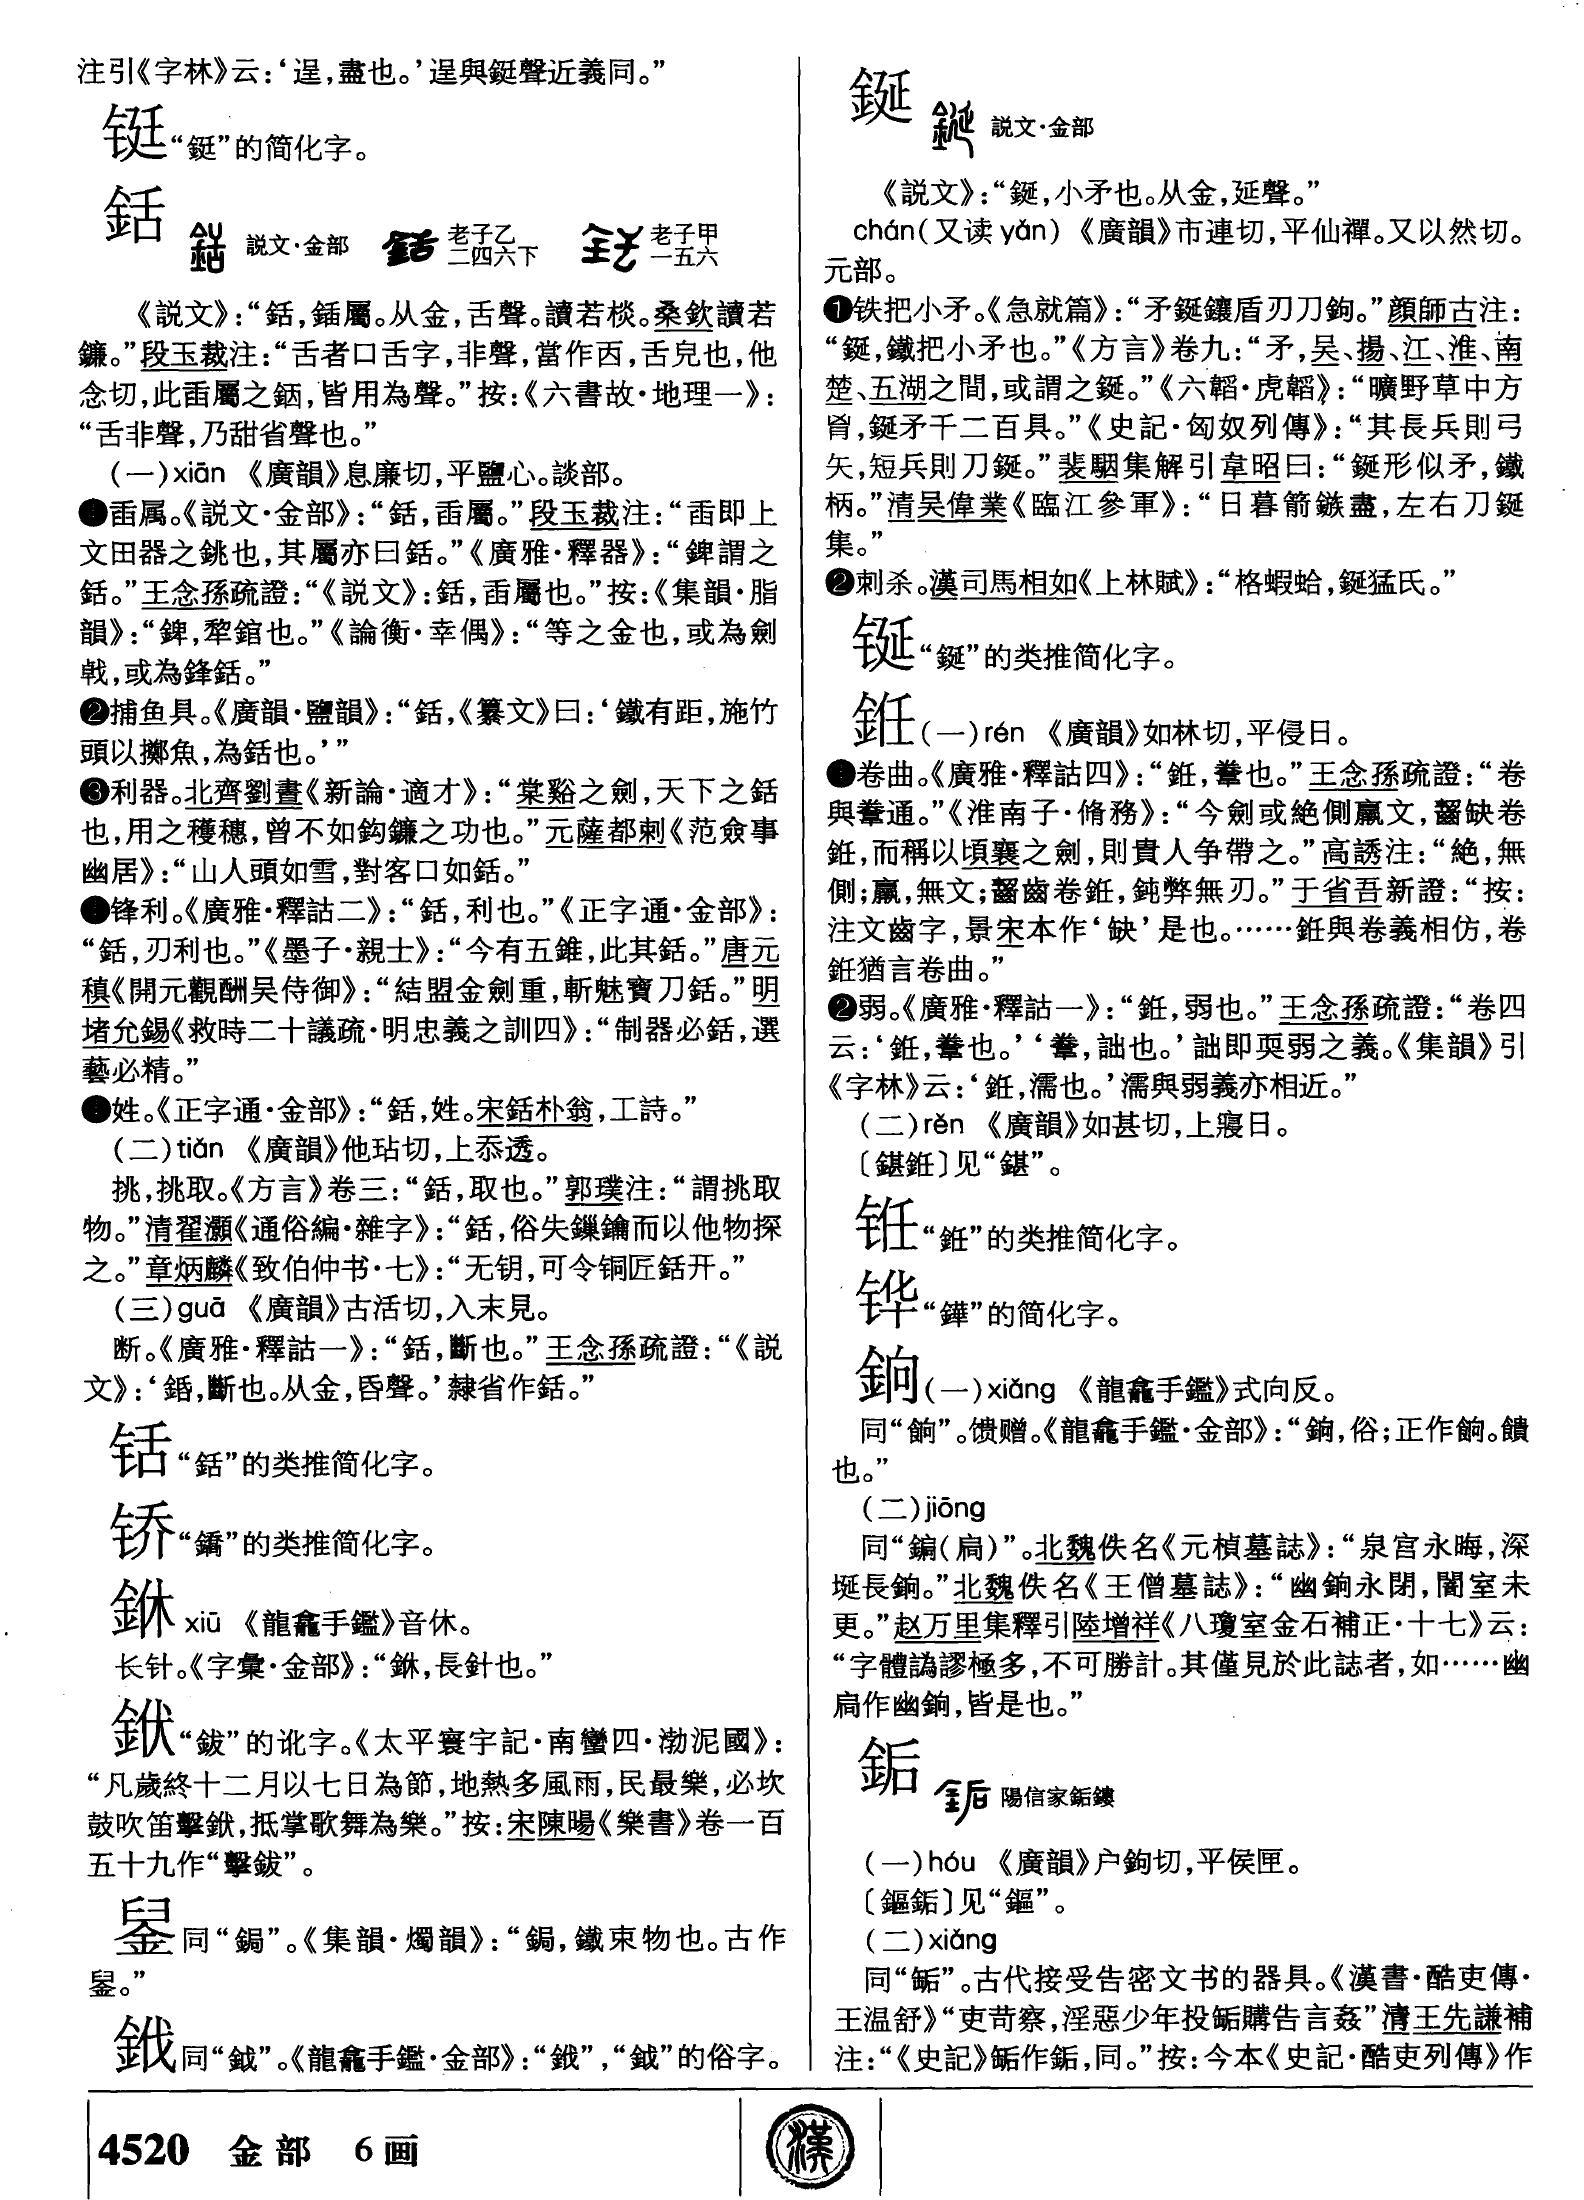 注引《字林》云：‘逞，盡也。’逞與鋌聲近義同。”
铤“鋌”的简化字。
銛 説文·金部 老子乙二四六下 老子甲一五六
《説文》：“銛，鍤屬。从金，舌聲。讀若棪。桑欽讀若
鐮。”段玉裁注：“舌者口舌字，非聲，當作㐁，舌皃也，他
念切，此臿屬之銛，皆用為聲。”按：《六書故·地理一》：
“舌非聲，乃甜省聲也。”
（一）xiān 《廣韻》息廉切，平鹽心。談部。
❶臿属。《説文·金部》：“銛，臿屬。”段玉裁注：“臿即上
文田器之銚也，其屬亦曰銛。”《廣雅·釋器》：“錍謂之
銛。”王念孫疏證：“《説文》：銛，臿屬也。”按：《集韻·脂
韻》：“錍，犂錧也。”《論衡·幸偶》：“等之金也，或為劍
戟，或為鋒銛。”
❷捕鱼具。《廣韻·鹽韻》：“銛，《纂文》曰：‘鐵有距，施竹
頭以擲魚，為銛也。’”
❸利器。北齊劉晝《新論·適才》：“棠谿之劍，天下之銛
也，用之穫穗，曾不如鈎鐮之功也。”元薩都剌《范僉事
幽居》：“山人頭如雪，對客口如銛。”
❹锋利。《廣雅·釋詁二》：“銛，利也。”《正字通·金部》：
“銛，刃利也。”《墨子·親士》：“今有五錐，此其銛。”唐元
稹《開元觀酬吴侍御》：“結盟金劍重，斬魅寶刀銛。”明
堵允錫《救時二十議疏·明忠義之訓四》：“制器必銛，選
藝必精。”
❺姓。《正字通·金部》：“銛，姓。宋銛朴翁，工詩。”
（二）tiǎn 《廣韻》他玷切，上忝透。
挑，挑取。《方言》卷三：“銛，取也。”郭璞注：“謂挑取
物。”清翟灝《通俗編·雜字》：“銛，俗失鏁鑰而以他物探
之。”章炳麟《致伯仲书·七》：“无钥，可令铜匠銛开。”
（三）guā 《廣韻》古活切，入末見。
断。《廣雅·釋詁一》：“銛，斷也。”王念孫疏證：“《説
文》：‘𨨏，斷也。从金，昏聲。’隸省作銛。”
铦“銛”的类推简化字。
𫔎“鐍”的类推简化字。
銝 xiū 《龍龕手鑑》音休。
长针。《字彙·金部》：“銝，長針也。”
鈬“鈸”的讹字。《太平寰宇記·南蠻四·渤泥國》：
“凡歲終十二月以七日為節，地熱多風雨，民最樂，必坎
鼓吹笛擊，抵掌歌舞為樂。”按：宋陳暘《樂書》卷一百
五十九作“擊鈸”。
同“鋦”。《集韻·燭韻》：“鋦，鐵束物也。古作
。”
同“鉞”。《龍龕手鑑·金部》：“”，“鉞”的俗字。
鋋 説文·金部
《説文》：“鋋，小矛也。从金，延聲。”
chán（又读 yǎn）《廣韻》市連切，平仙禪。又以然切。
元部。
❶铁把小矛。《急就篇》：“矛鋋鑲盾刃刀鉤。”顔師古注：
“鋋，鐵把小矛也。”《方言》卷九：“矛，吴、揚、江、淮、南
楚、五湖之間，或謂之鋋。”《六韜·虎韜》：“曠野草中方
胷，鋋矛千二百具。”《史記·匈奴列傳》：“其長兵則弓
矢，短兵則刀鋋。”裴駰集解引韋昭曰：“鋋形似矛，鐵
柄。”清吴偉業《臨江參軍》：“日暮箭鏃盡，左右刀鋋
集。”
❷刺杀。漢司馬相如《上林賦》：“格蝦蛤，鋋猛氏。”
𫓧“鋋”的类推简化字。
銋（一）rén 《廣韻》如林切，平侵日。
❶卷曲。《廣雅·釋詁四》：“銋，韏也。”王念孫疏證：“卷
與韏通。”《淮南子·脩務》：“今劍或絶側羸文，齧缺卷
銋，而稱以頃襄之劍，則貴人争帶之。”高誘注：“絶，無
側；羸，無文；齧齒卷銋，鈍弊無刃。”于省吾新證：“按：
注文齒字，景宋本作‘缺’是也。……銋與卷義相仿，卷
銋猶言卷曲。”
❷弱。《廣雅·釋詁一》：“銋，弱也。”王念孫疏證：“卷四
云：‘銋，韏也。’‘韏，詘也。’詘即耎弱之義。《集韻》引
《字林》云：‘銋，濡也。’濡與弱義亦相近。”
（二）rěn 《廣韻》如甚切，上寑日。
〔鍖銋〕见“鍖”。
“銋”的类推简化字。
铧“鏵”的简化字。
銄（一）xiǎng 《龍龕手鑑》式向反。
同“餉”。馈赠。《龍龕手鑑·金部》：“銄，俗；正作餉。饋
也。”
（二）jiōng
同“鍽（扃）”。北魏佚名《元楨墓誌》：“泉宫永晦，深
埏長銄。”北魏佚名《王僧墓誌》：“幽銄永閉，闇室未
更。”赵万里集釋引陸增祥《八瓊室金石補正·十七》云：
“字體譌謬極多，不可勝計。其僅見於此誌者，如……幽
扃作幽銄，皆是也。”
銗 陽信家銗鏤
（一）hóu 《廣韻》户鉤切，平侯匣。
〔鏂銗〕见“鏂”。
（二）xiǎng
同“缿”。古代接受告密文书的器具。《漢書·酷吏傳·
王温舒》“吏苛察，淫惡少年投缿購告言姦”清王先謙補
注：“《史記》缿作銗，同。”按：今本《史記·酷吏列傳》作
4520 金部 6画
漢